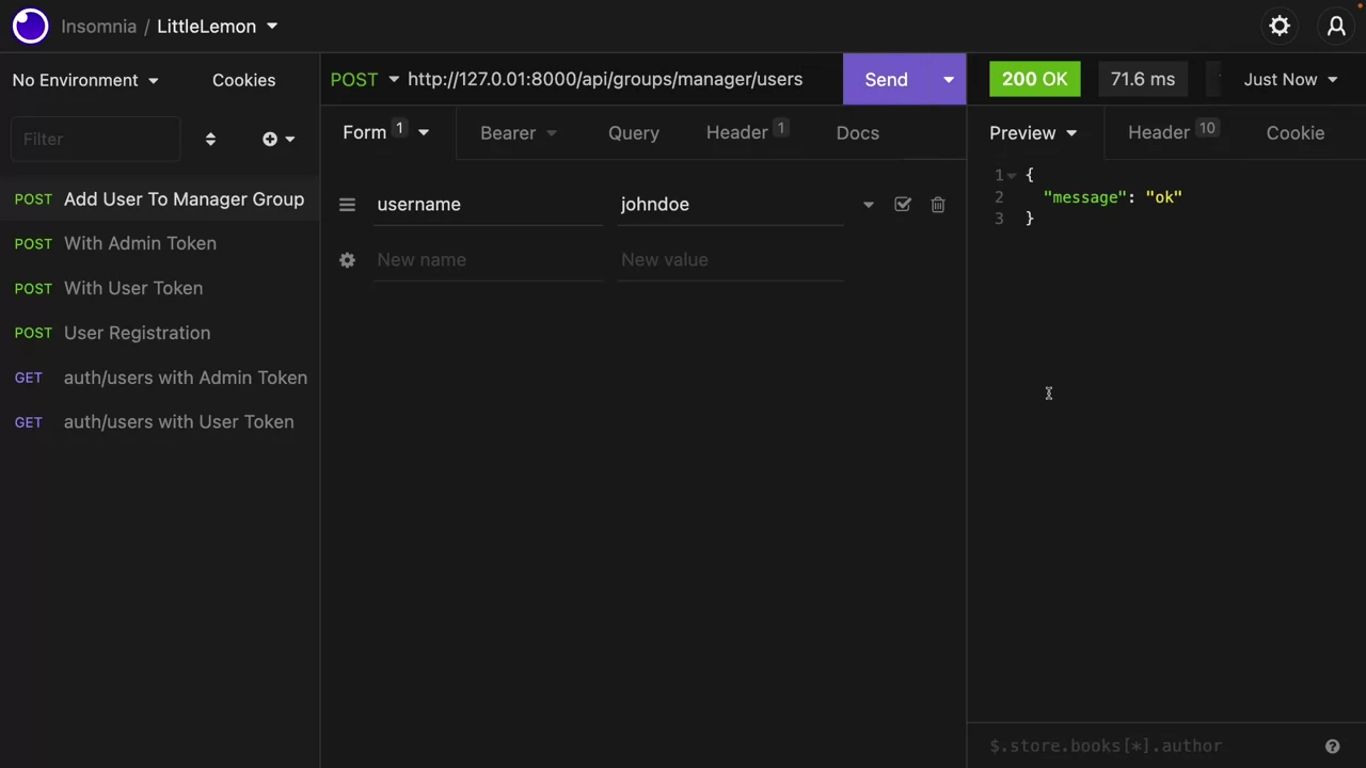 Insomnia / LittleLemon
No Environment
Cookies
POST http://127.0.01:8000/api/groups/manager/users
Send
200 OK
71.6 ms
Just Now
Filter
Form 1
Bearer
Query
Header 1
Docs
Preview
Header 10
Cookie
POST Add User To Manager Group
POST With Admin Token
POST With User Token
POST User Registration
GET auth/users with Admin Token
GET auth/users with User Token
username johndoe
New name New value
1 {
2 "message": "ok"
3 }
$.store.books[*].author